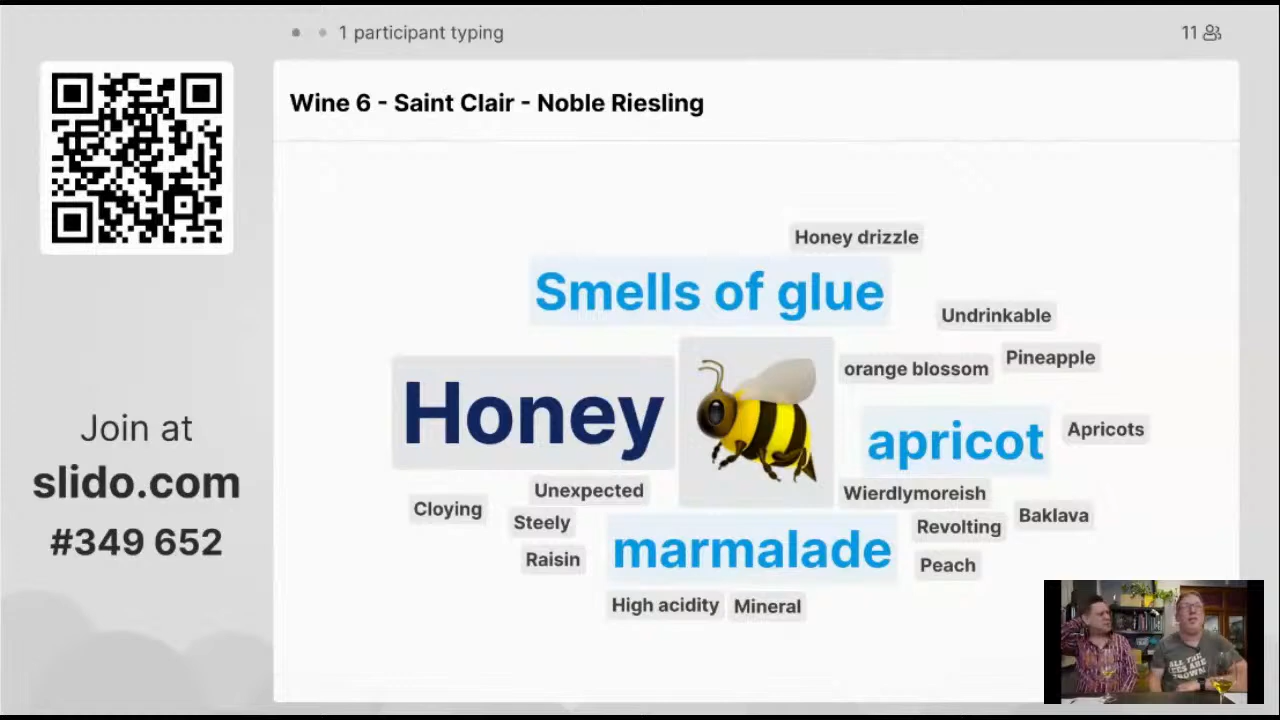 1 participant typing
11
Wine 6 - Saint Clair - Noble Riesling
Honey drizzle
Smells of glue
Undrinkable
orange blossom
Pineapple
Honey
apricot
Apricots
Unexpected
Wierdlymoreish
Cloying
Steely
Revolting
Baklava
Raisin
marmalade
Peach
High acidity
Mineral
Join at
slido.com
#349 652
ALL THE